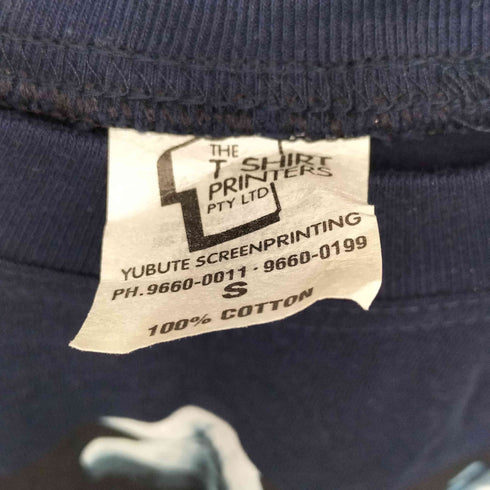 THE
T SHIRT
PRINTERS
PTY LTD
YUBUTE SCREENPRINTING
PH. 9660-0011 · 9660-0199
S
100% COTTON